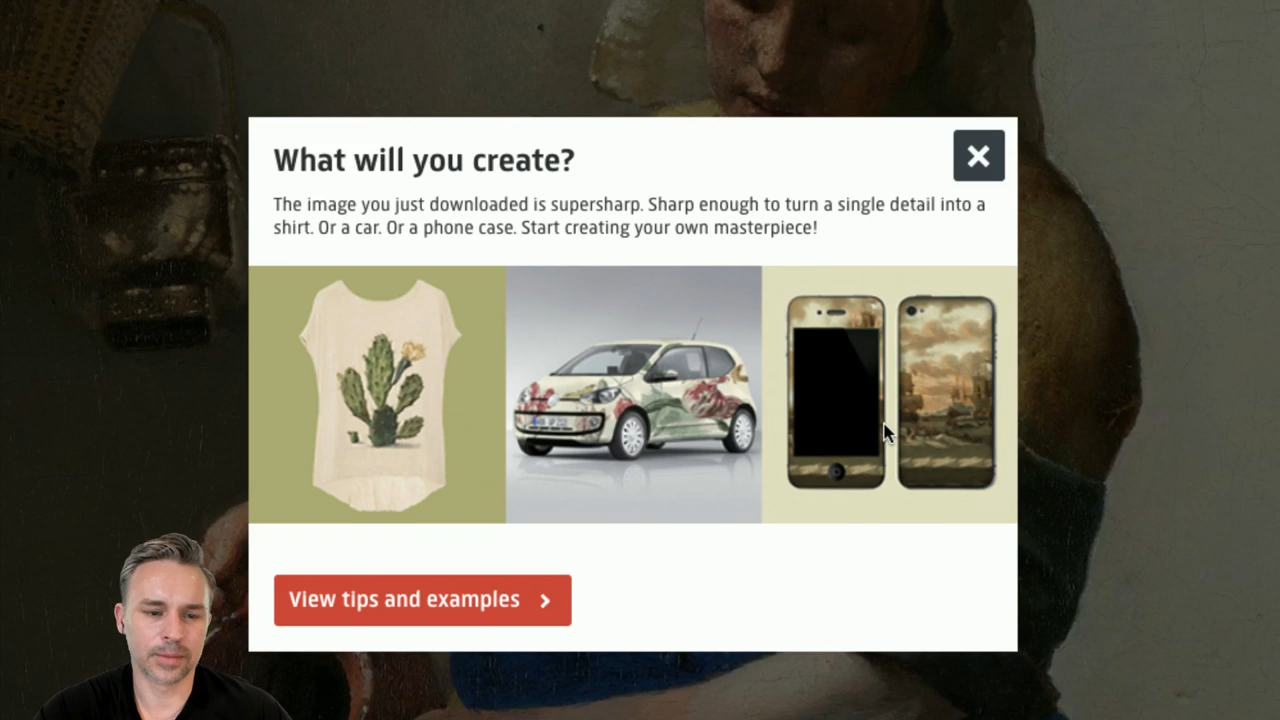 What will you create?
The image you just downloaded is supersharp. Sharp enough to turn a single detail into a
shirt. Or a car. Or a phone case. Start creating your own masterpiece!
View tips and examples